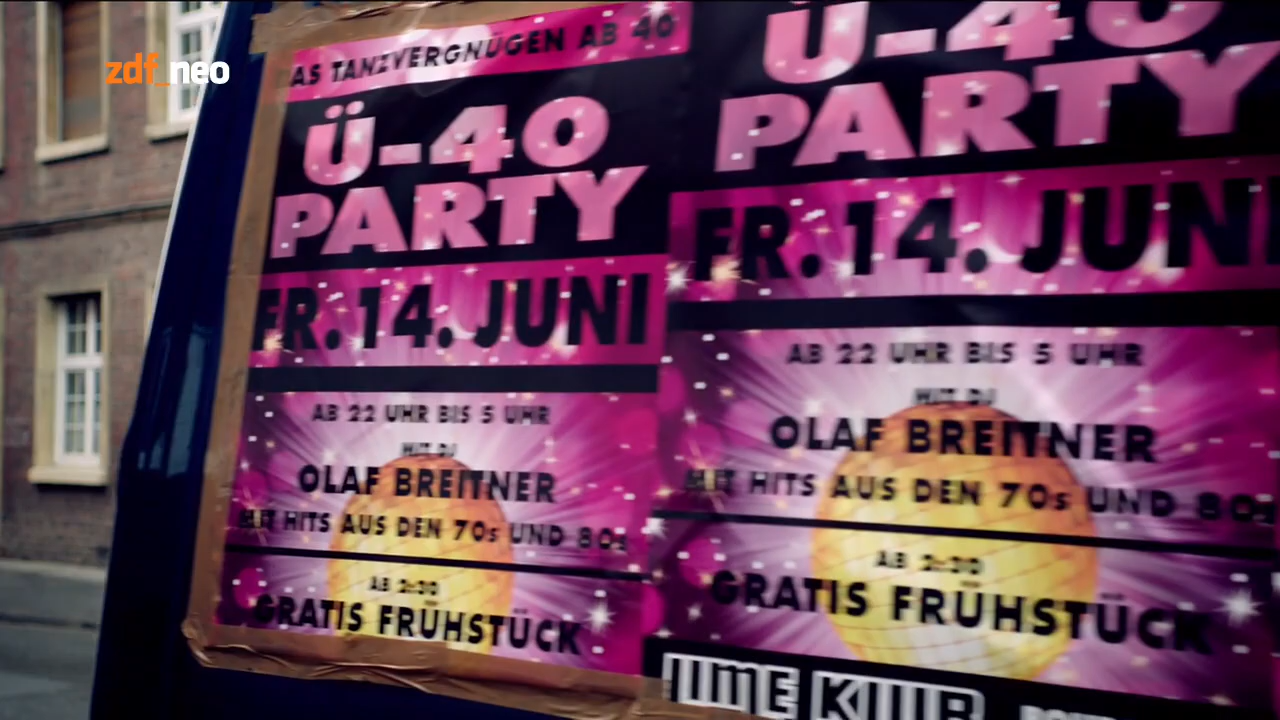 zdf_neo
AS TANZVERGNÜGEN AB 40
Ü-40
PARTY
FR. 14. JUNI
AB 22 UHR BIS 5 UHR
MIT DJ
OLAF BREITNER
MIT HITS AUS DEN 70s UND 80s
AB 2:30
GRATIS FRÜHSTÜCK
Ü-40
PARTY
FR. 14. JUNI
AB 22 UHR BIS 5 UHR
MIT DJ
OLAF BREITNER
MIT HITS AUS DEN 70s UND 80s
AB 2:30
GRATIS FRÜHSTÜCK